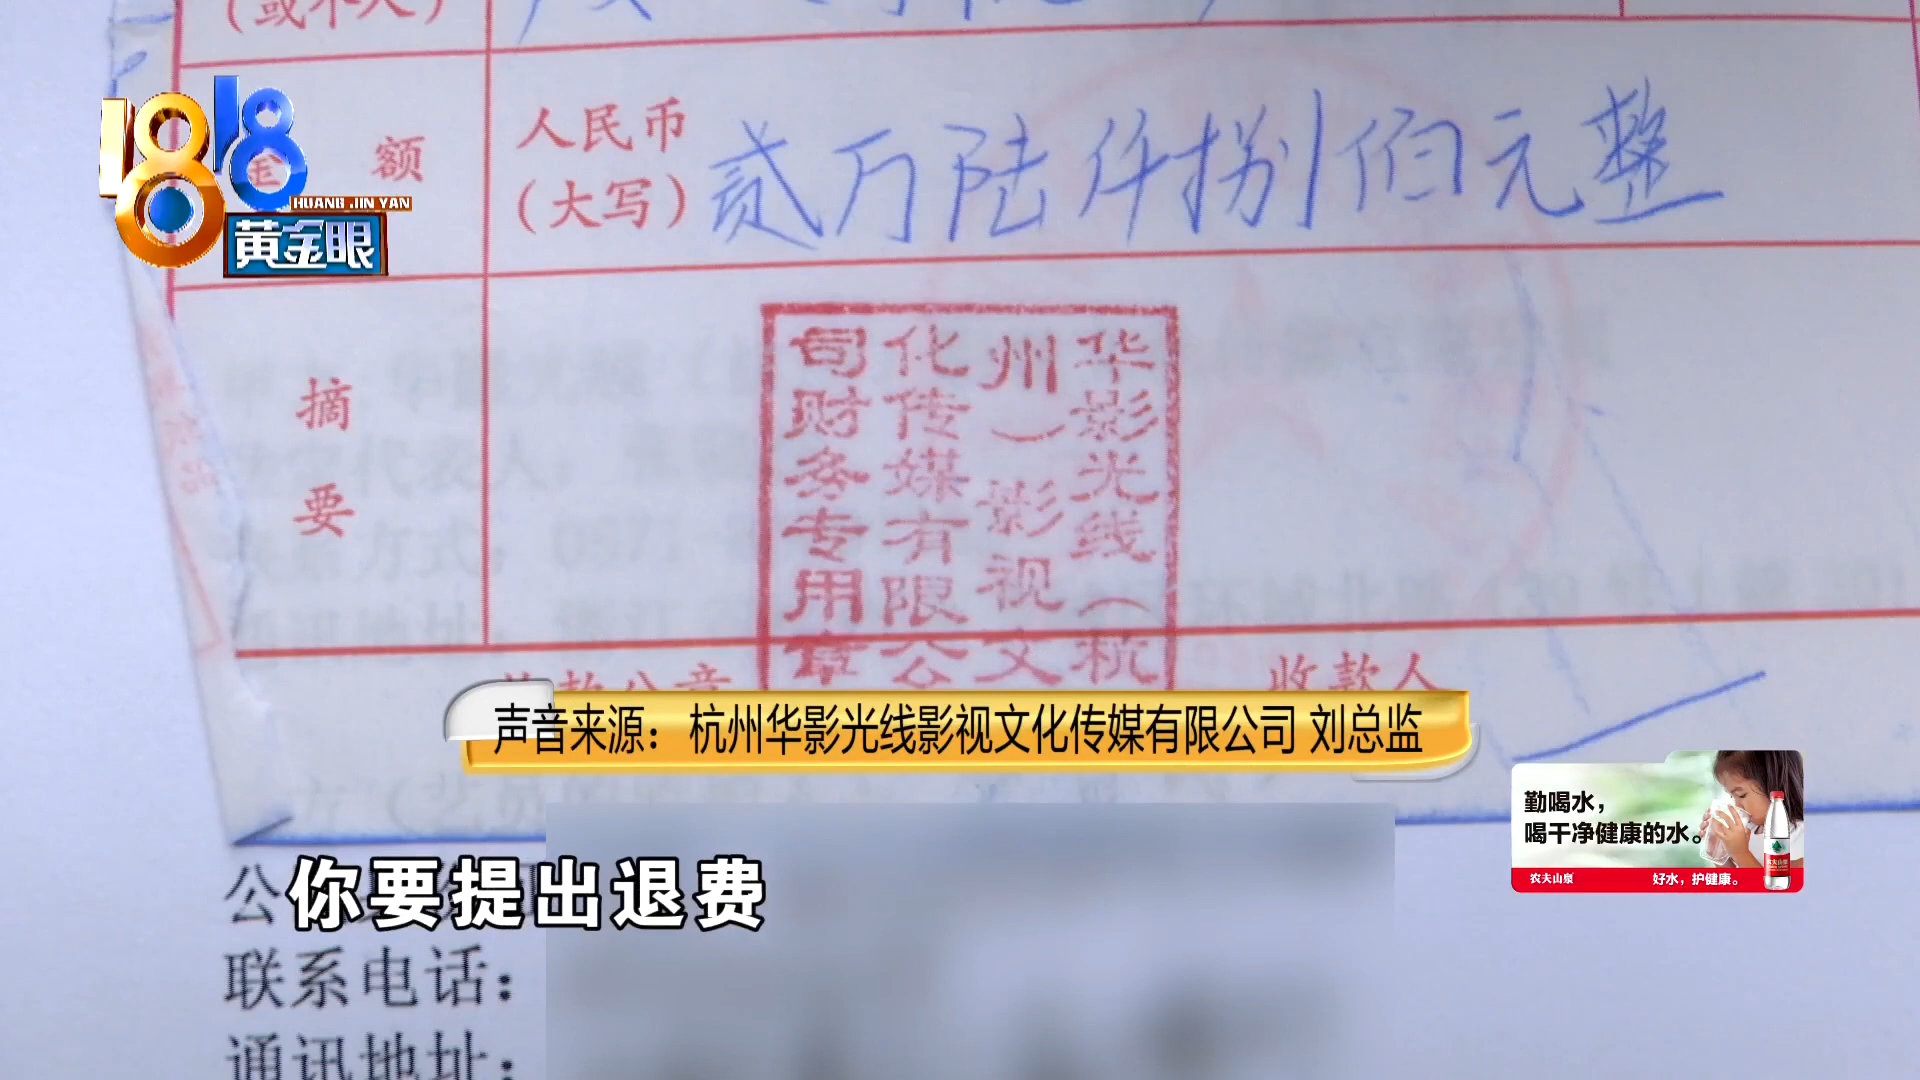 (或本人)
1818
HUANG JIN YAN
黄金眼
金额
人民币
(大写)
贰万陆仟捌佰元整
摘要
华影光线(杭
州)影视文
化传媒有限公
司财务专用章
收款人
声音来源：杭州华影光线影视文化传媒有限公司 刘总监
勤喝水，
喝干净健康的水。
农夫山泉
好水，护健康。
你要提出退费
公
联系电话：
通讯地址：